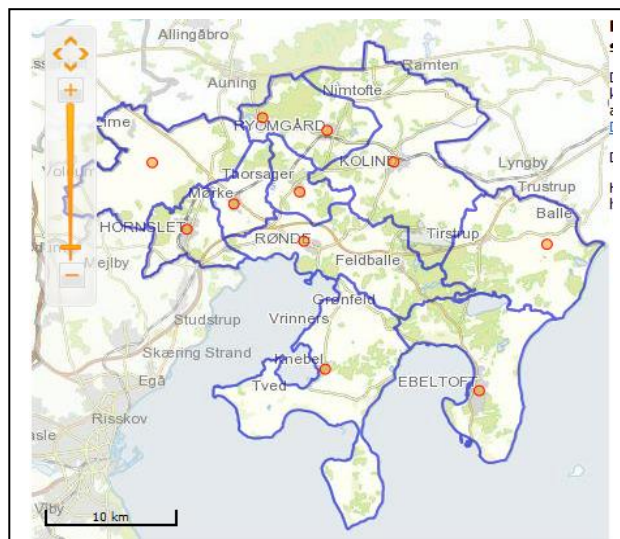 Allingåbro
Ramten
Auning
Nimtofte
Lime
RYOMGÅRD
KOLIND
Lyngby
Thorsager
Trustrup
Mørke
Balle
HORNSLET
RØNDE
Tirstrup
Feldballe
Mejlby
Grønfeld
Studstrup
Vrinners
Skæring Strand
Knebel
Egå
Tved
EBELTOFT
Risskov
Viby
10 km